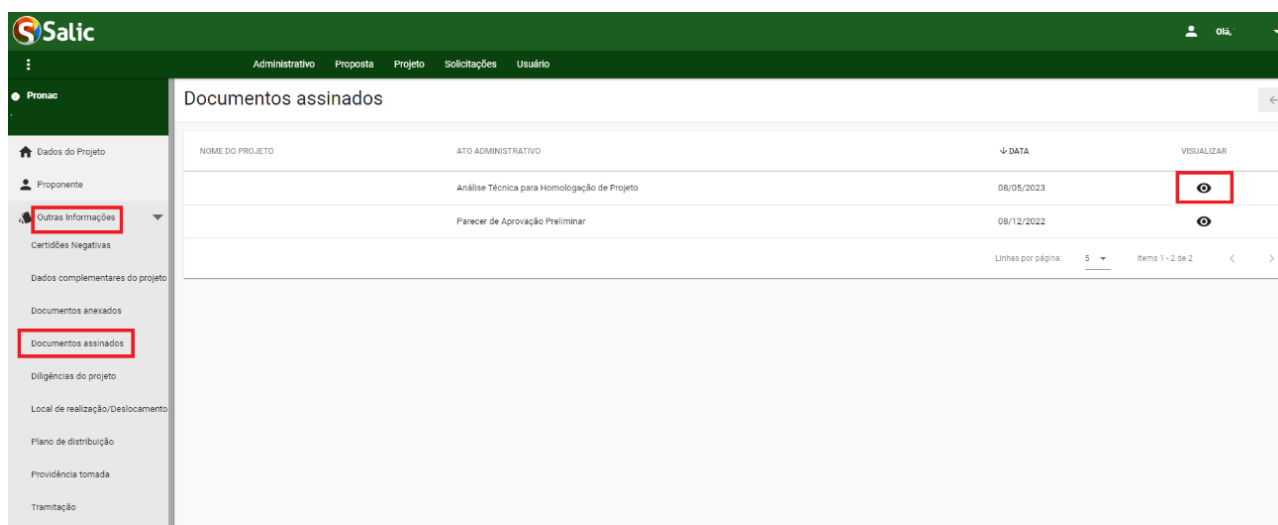 Salic
Olá,
Administrativo Proposta Projeto Solicitações Usuário
Pronac
Documentos assinados
Dados do Projeto
Proponente
Outras Informações
Certidões Negativas
Dados complementares do projeto
Documentos anexados
Documentos assinados
Diligências do projeto
Local de realização/Deslocamento
Plano de distribuição
Providência tomada
Tramitação
NOME DO PROJETO ATO ADMINISTRATIVO DATA VISUALIZAR
Análise Técnica para Homologação de Projeto 08/05/2023
Parecer de Aprovação Preliminar 08/12/2022
Linhas por página: 5 Items 1 - 2 de 2